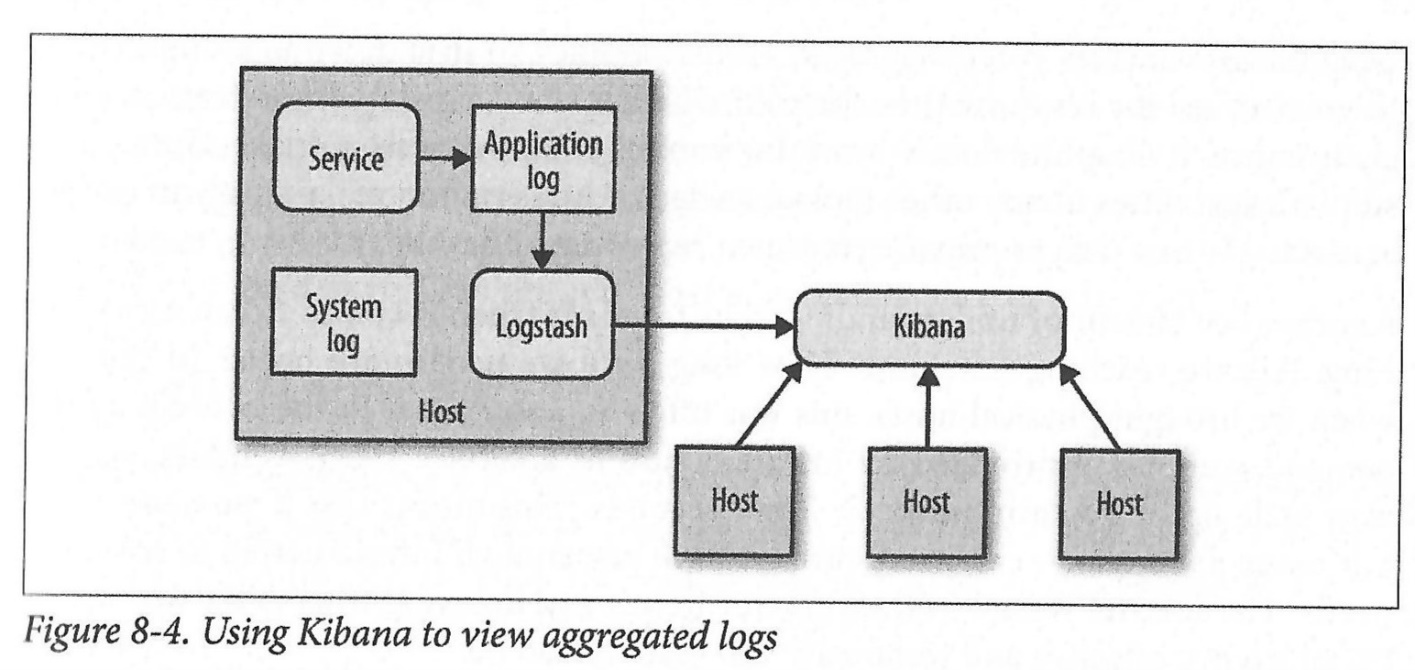 Service
Application
log
System
log
Logstash
Host
Kibana
Host
Host
Host
Figure 8-4. Using Kibana to view aggregated logs